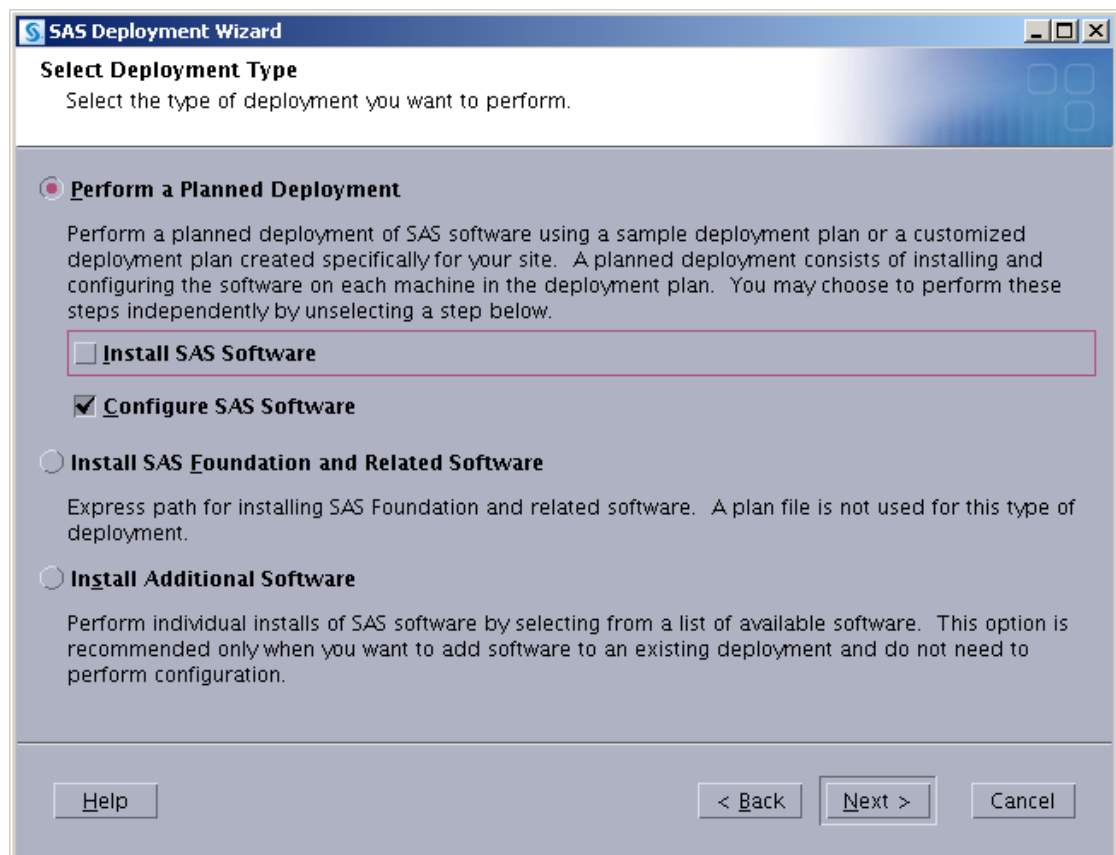 SAS Deployment Wizard
Select Deployment Type
Select the type of deployment you want to perform.
Perform a Planned Deployment
Perform a planned deployment of SAS software using a sample deployment plan or a customized
deployment plan created specifically for your site.  A planned deployment consists of installing and
configuring the software on each machine in the deployment plan.  You may choose to perform these
steps independently by unselecting a step below.
Install SAS Software
Configure SAS Software
Install SAS Foundation and Related Software
Express path for installing SAS Foundation and related software.  A plan file is not used for this type of
deployment.
Install Additional Software
Perform individual installs of SAS software by selecting from a list of available software.  This option is
recommended only when you want to add software to an existing deployment and do not need to
perform configuration.
Help
< Back
Next >
Cancel